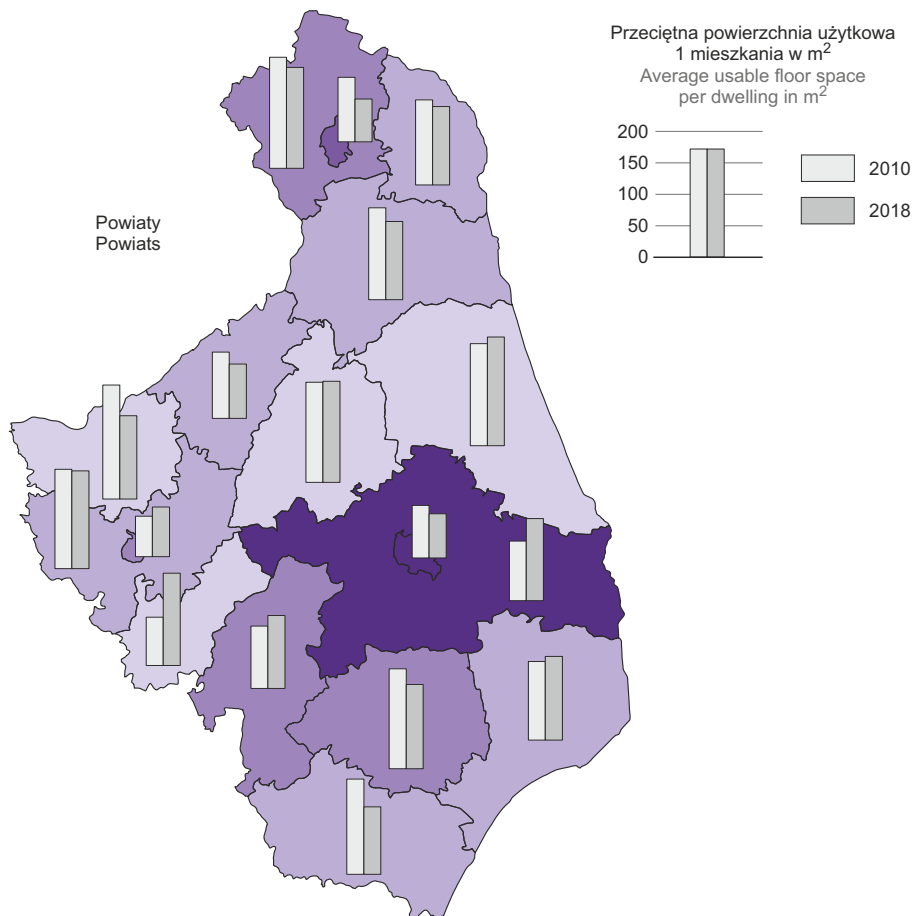 Przeciętna powierzchnia użytkowa
1 mieszkania w m²
Average usable floor space
per dwelling in m²
200
150
100
50
0
2010
2018
Powiaty
Powiats